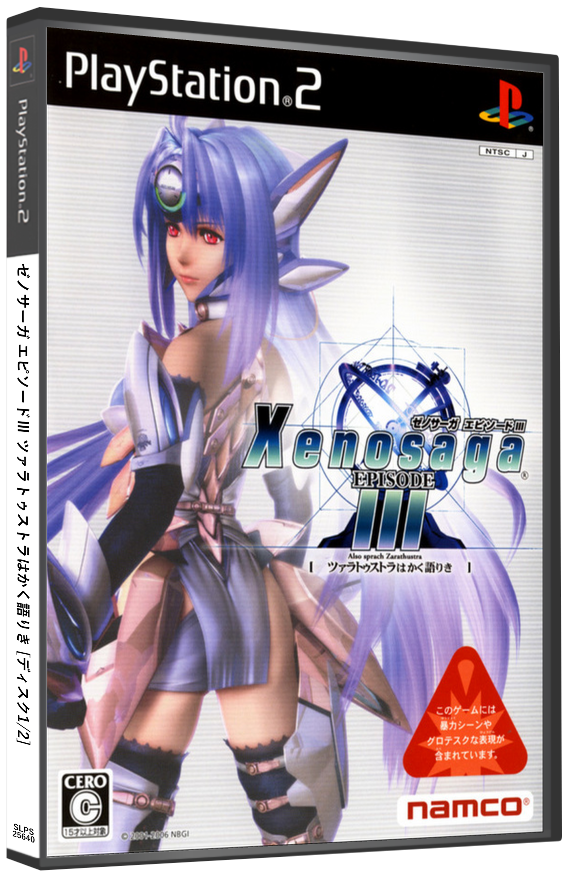 PlayStation®2
NTSC J
PlayStation®2
ゼノサーガ エピソードIII ツァラトゥストラはかく語りき [ディスク1/2]
SLPS
25640
ゼノサーガ エピソードIII
Xenosaga®
EPISODE
III
Also sprach Zarathustra
[ ツァラトゥストラはかく語りき ]
このゲームには
暴力シーンや
グロテスクな表現が
含まれています。
CERO
C
15才以上対象
© 2001-2006 NBGI
namco®